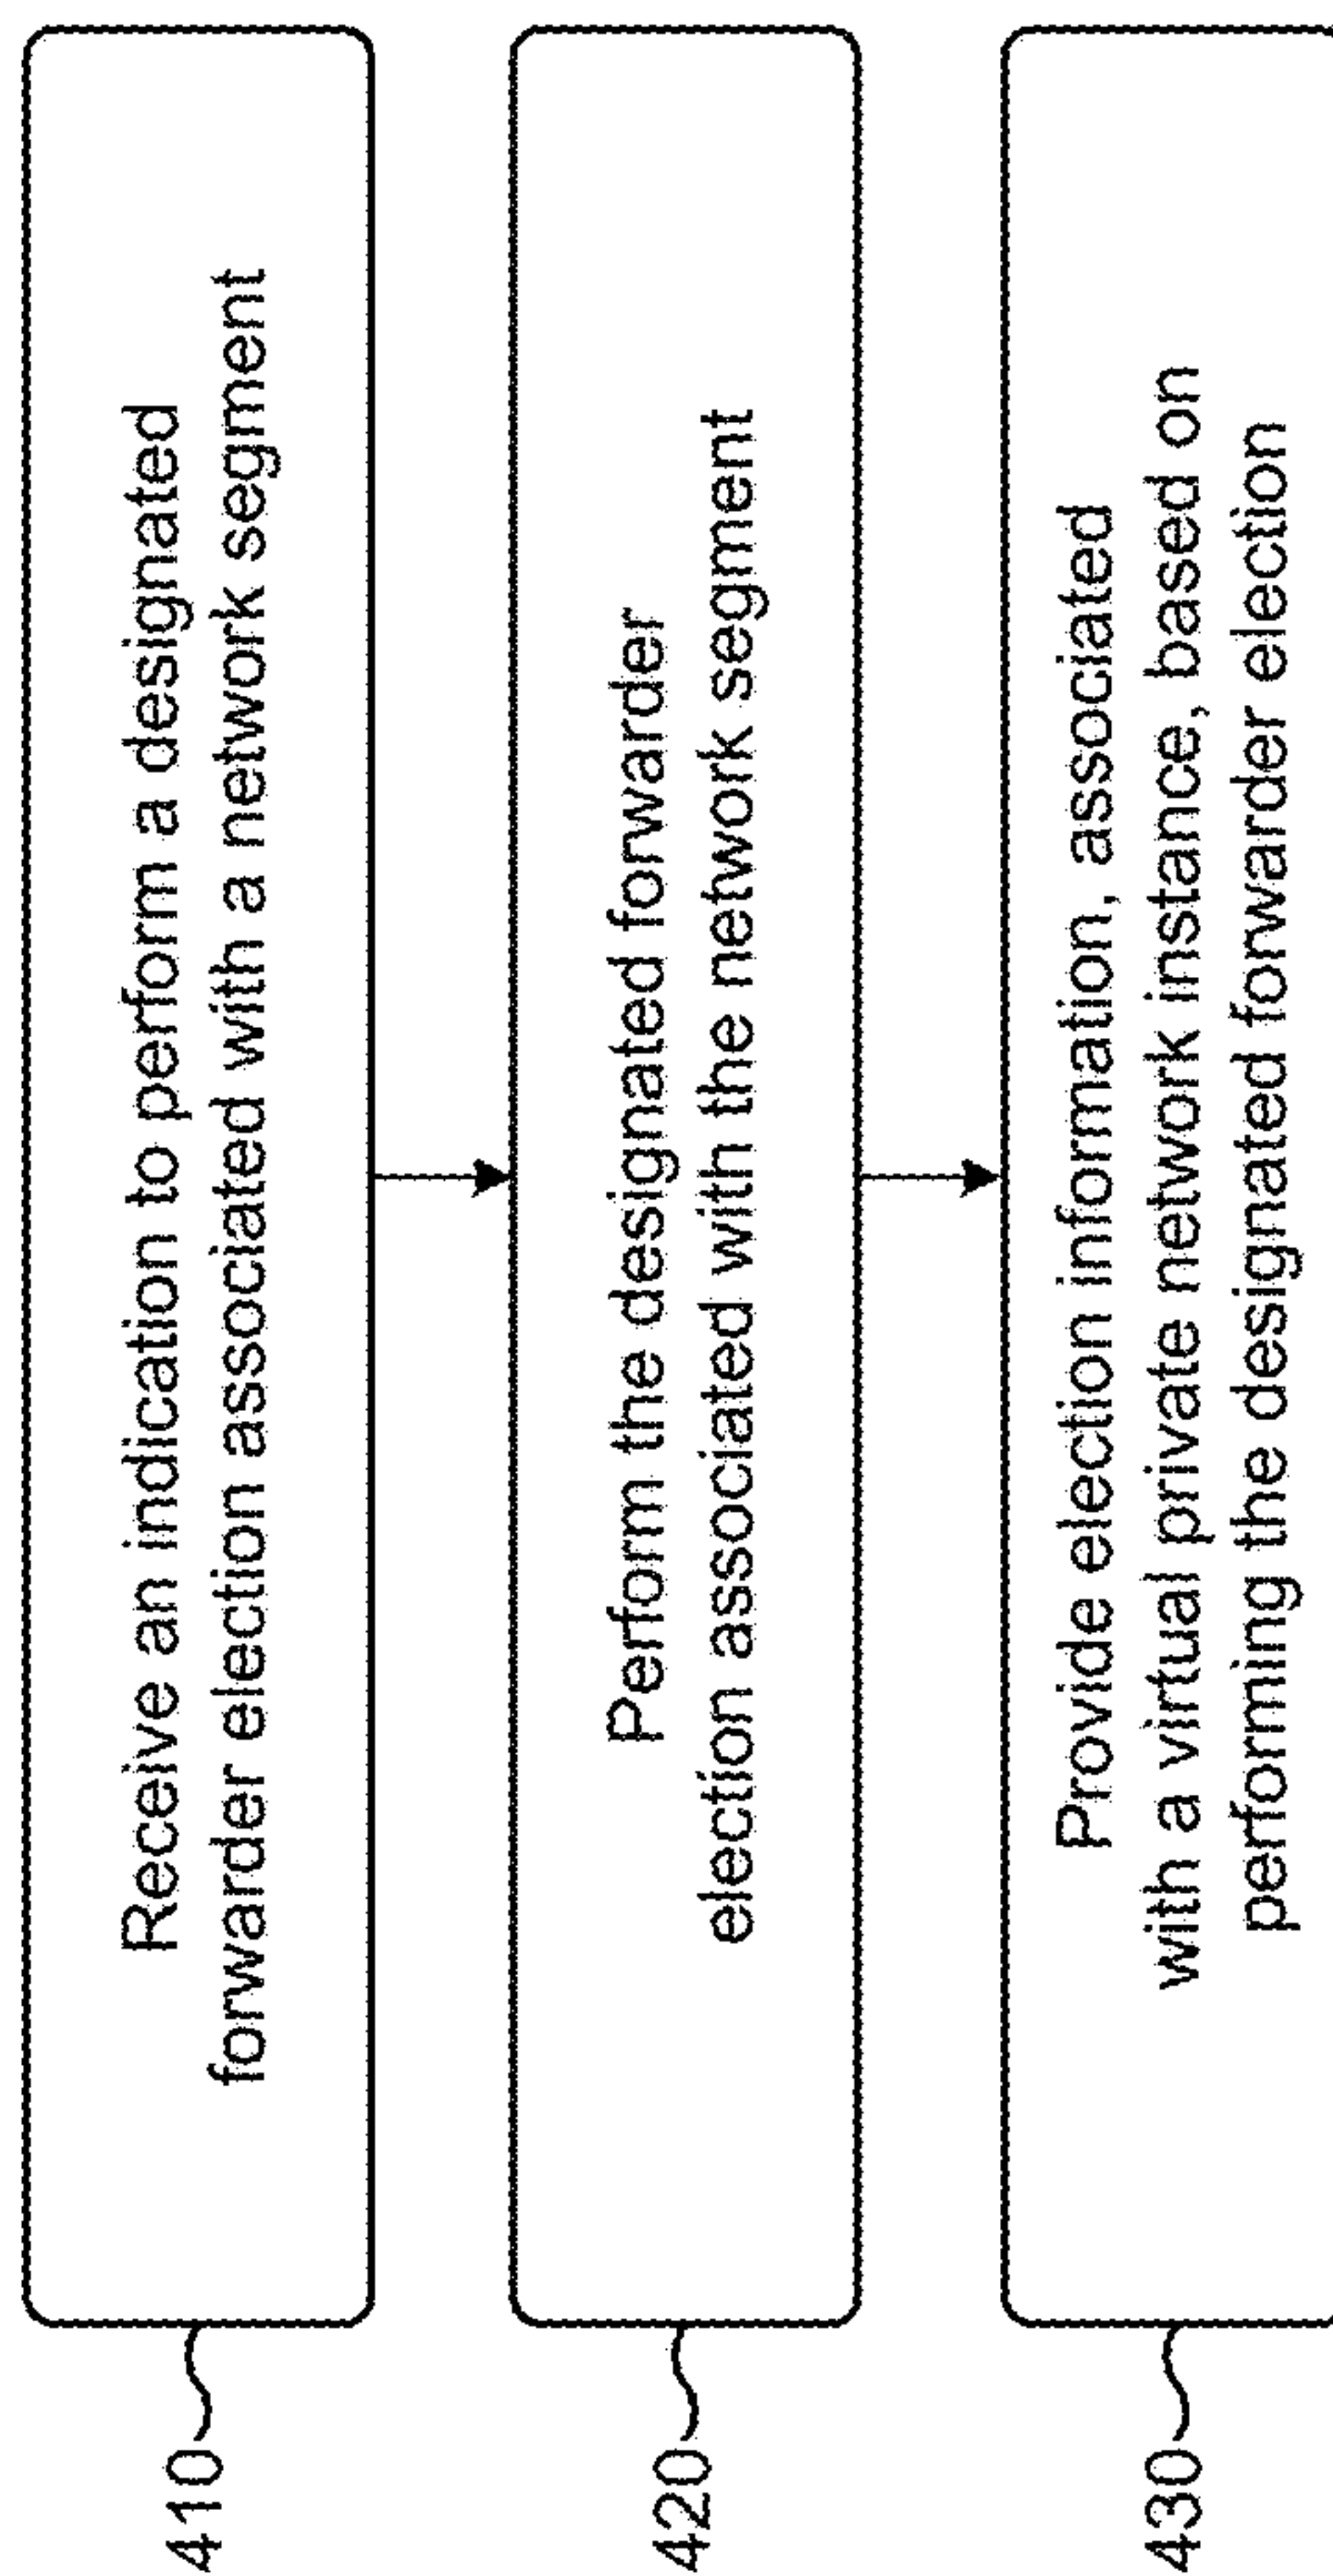 410
Receive an indication to perform a designated
forwarder election associated with a network segment
420
Perform the designated forwarder
election associated with the network segment
430
Provide election information, associated
with a virtual private network instance, based on
performing the designated forwarder election